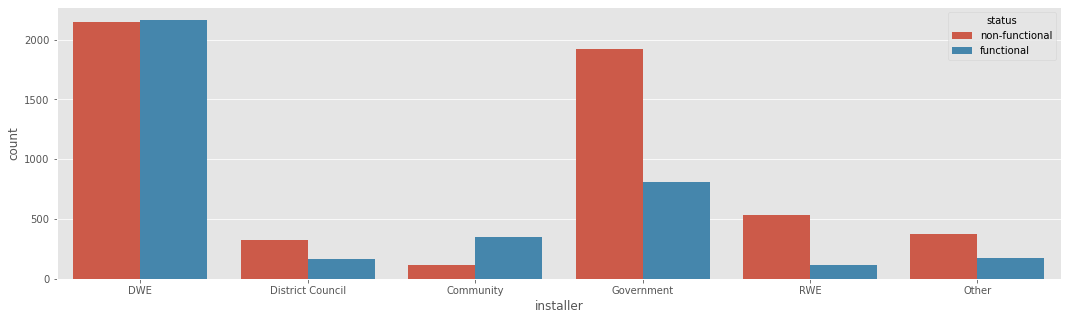 status
non-functional
functional
2000
1500
1000
500
0
count
DWE District Council Community Government RWE Other
installer